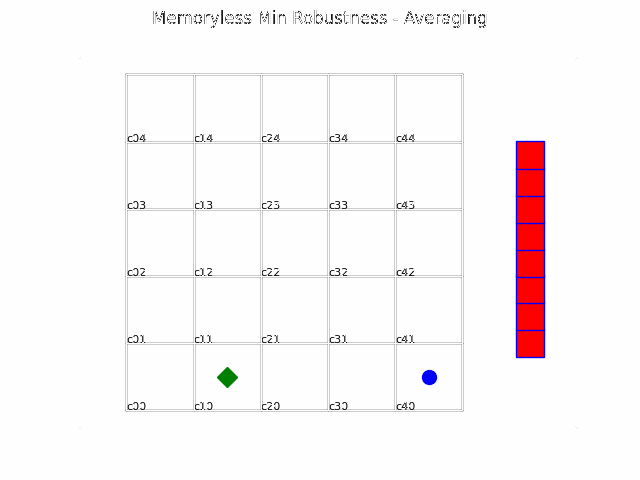 Memoryless Min Robustness - Averaging
c04 c14 c24 c34 c44
c03 c13 c23 c33 c43
c02 c12 c22 c32 c42
c01 c11 c21 c31 c41
c00 c10 c20 c30 c40